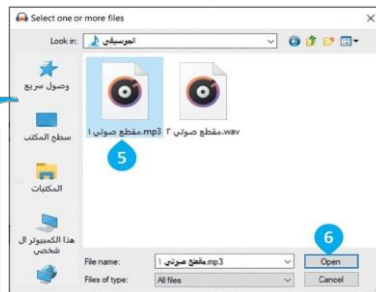 Select one or more files
Look in: الموسيقى
وصول سريع
سطح المكتب
المكتبات
هذا الكمبيوتر ال
شخصي
مقطع صوتي ١.mp3
مقطع صوتي ٢.wav
5
6
File name: مقطع صوتي ١.mp3
Open
Files of type: All files
Cancel